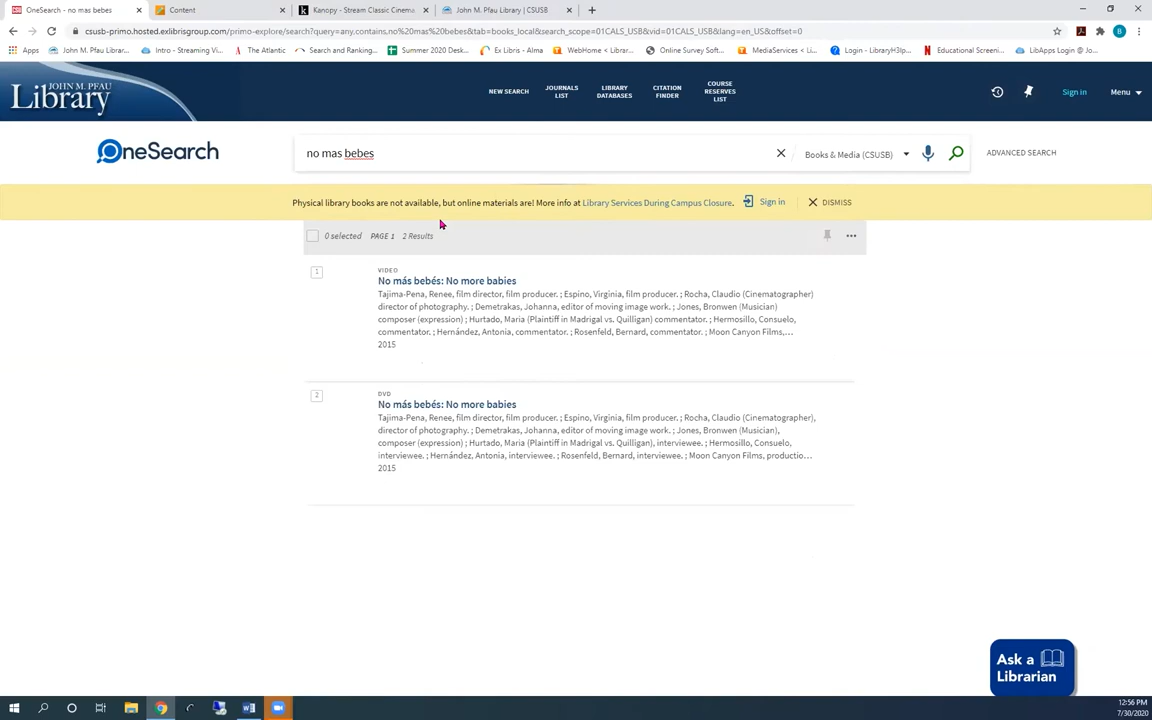 OneSearch - no mas bebes
Content
Kanopy - Stream Classic Cinema
John M. Pfau Library | CSUSB
csusb-primo.hosted.exlibrisgroup.com/primo-explore/search?query=any,contains,no%20mas%20bebes&tab=books_local&search_scope=01CALS_USB&vid=01CALS_USB&lang=en_US&offset=0
B
Apps
John M. Pfau Librar...
Intro - Streaming Vi...
The Atlantic
Search and Ranking...
Summer 2020 Desk...
Ex Libris - Alma
WebHome < Librar...
Online Survey Soft...
MediaServices < Li...
Login - LibraryH3lp...
Educational Screeni...
LibApps Login @ Jo...
JOHN M. PFAU
Library
NEW SEARCH
JOURNALS
LIST
LIBRARY
DATABASES
CITATION
FINDER
COURSE
RESERVES
LIST
Sign in
Menu
OneSearch
no mas bebes
Books & Media (CSUSB)
ADVANCED SEARCH
Physical library books are not available, but online materials are! More info at Library Services During Campus Closure.
Sign in
DISMISS
0 selected
PAGE 1
2 Results
1
VIDEO
No más bebés: No more babies
Tajima-Pena, Renee, film director, film producer. ; Espino, Virginia, film producer. ; Rocha, Claudio (Cinematographer)
director of photography. ; Demetrakas, Johanna, editor of moving image work. ; Jones, Bronwen (Musician)
composer (expression) ; Hurtado, Maria (Plaintiff in Madrigal vs. Quilligan) commentator. ; Hermosillo, Consuelo,
commentator. ; Hernández, Antonia, commentator. ; Rosenfeld, Bernard, commentator. ; Moon Canyon Films,...
2015
2
DVD
No más bebés: No more babies
Tajima-Pena, Renee, film director, film producer. ; Espino, Virginia, film producer. ; Rocha, Claudio (Cinematographer),
director of photography. ; Demetrakas, Johanna, editor of moving image work. ; Jones, Bronwen (Musician),
composer (expression) ; Hurtado, Maria (Plaintiff in Madrigal vs. Quilligan), interviewee. ; Hermosillo, Consuelo,
interviewee. ; Hernández, Antonia, interviewee. ; Rosenfeld, Bernard, interviewee. ; Moon Canyon Films, productio...
2015
Ask a
Librarian
12:56 PM
7/30/2020